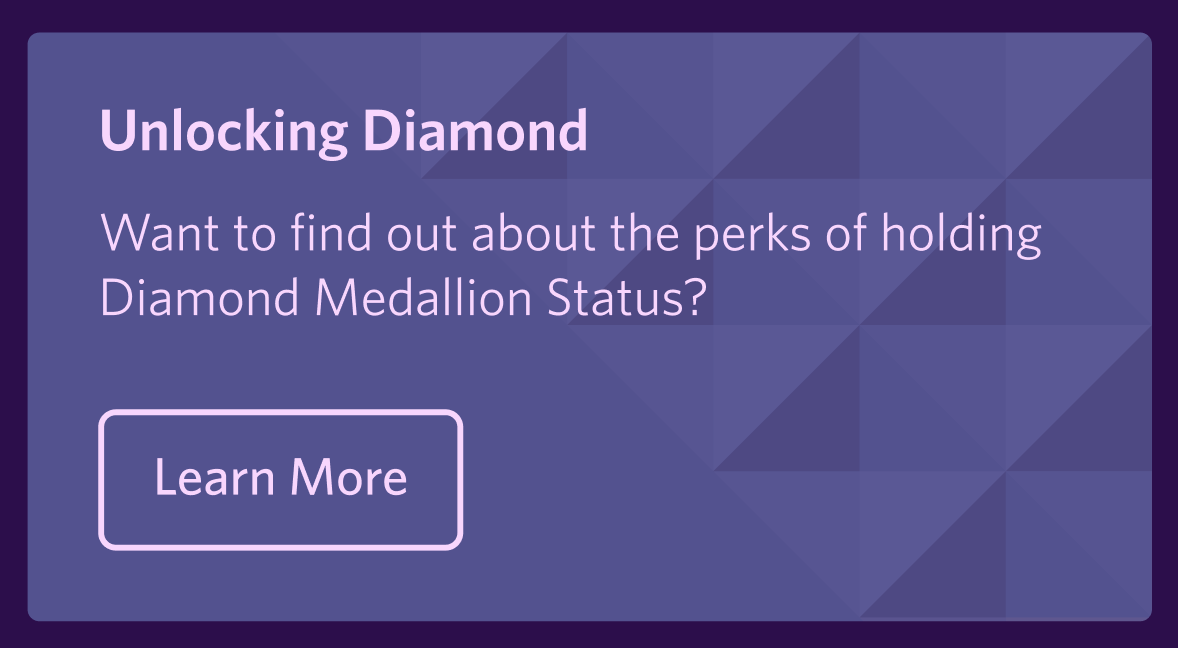 Unlocking Diamond
Want to find out about the perks of holding
Diamond Medallion Status?
Learn More